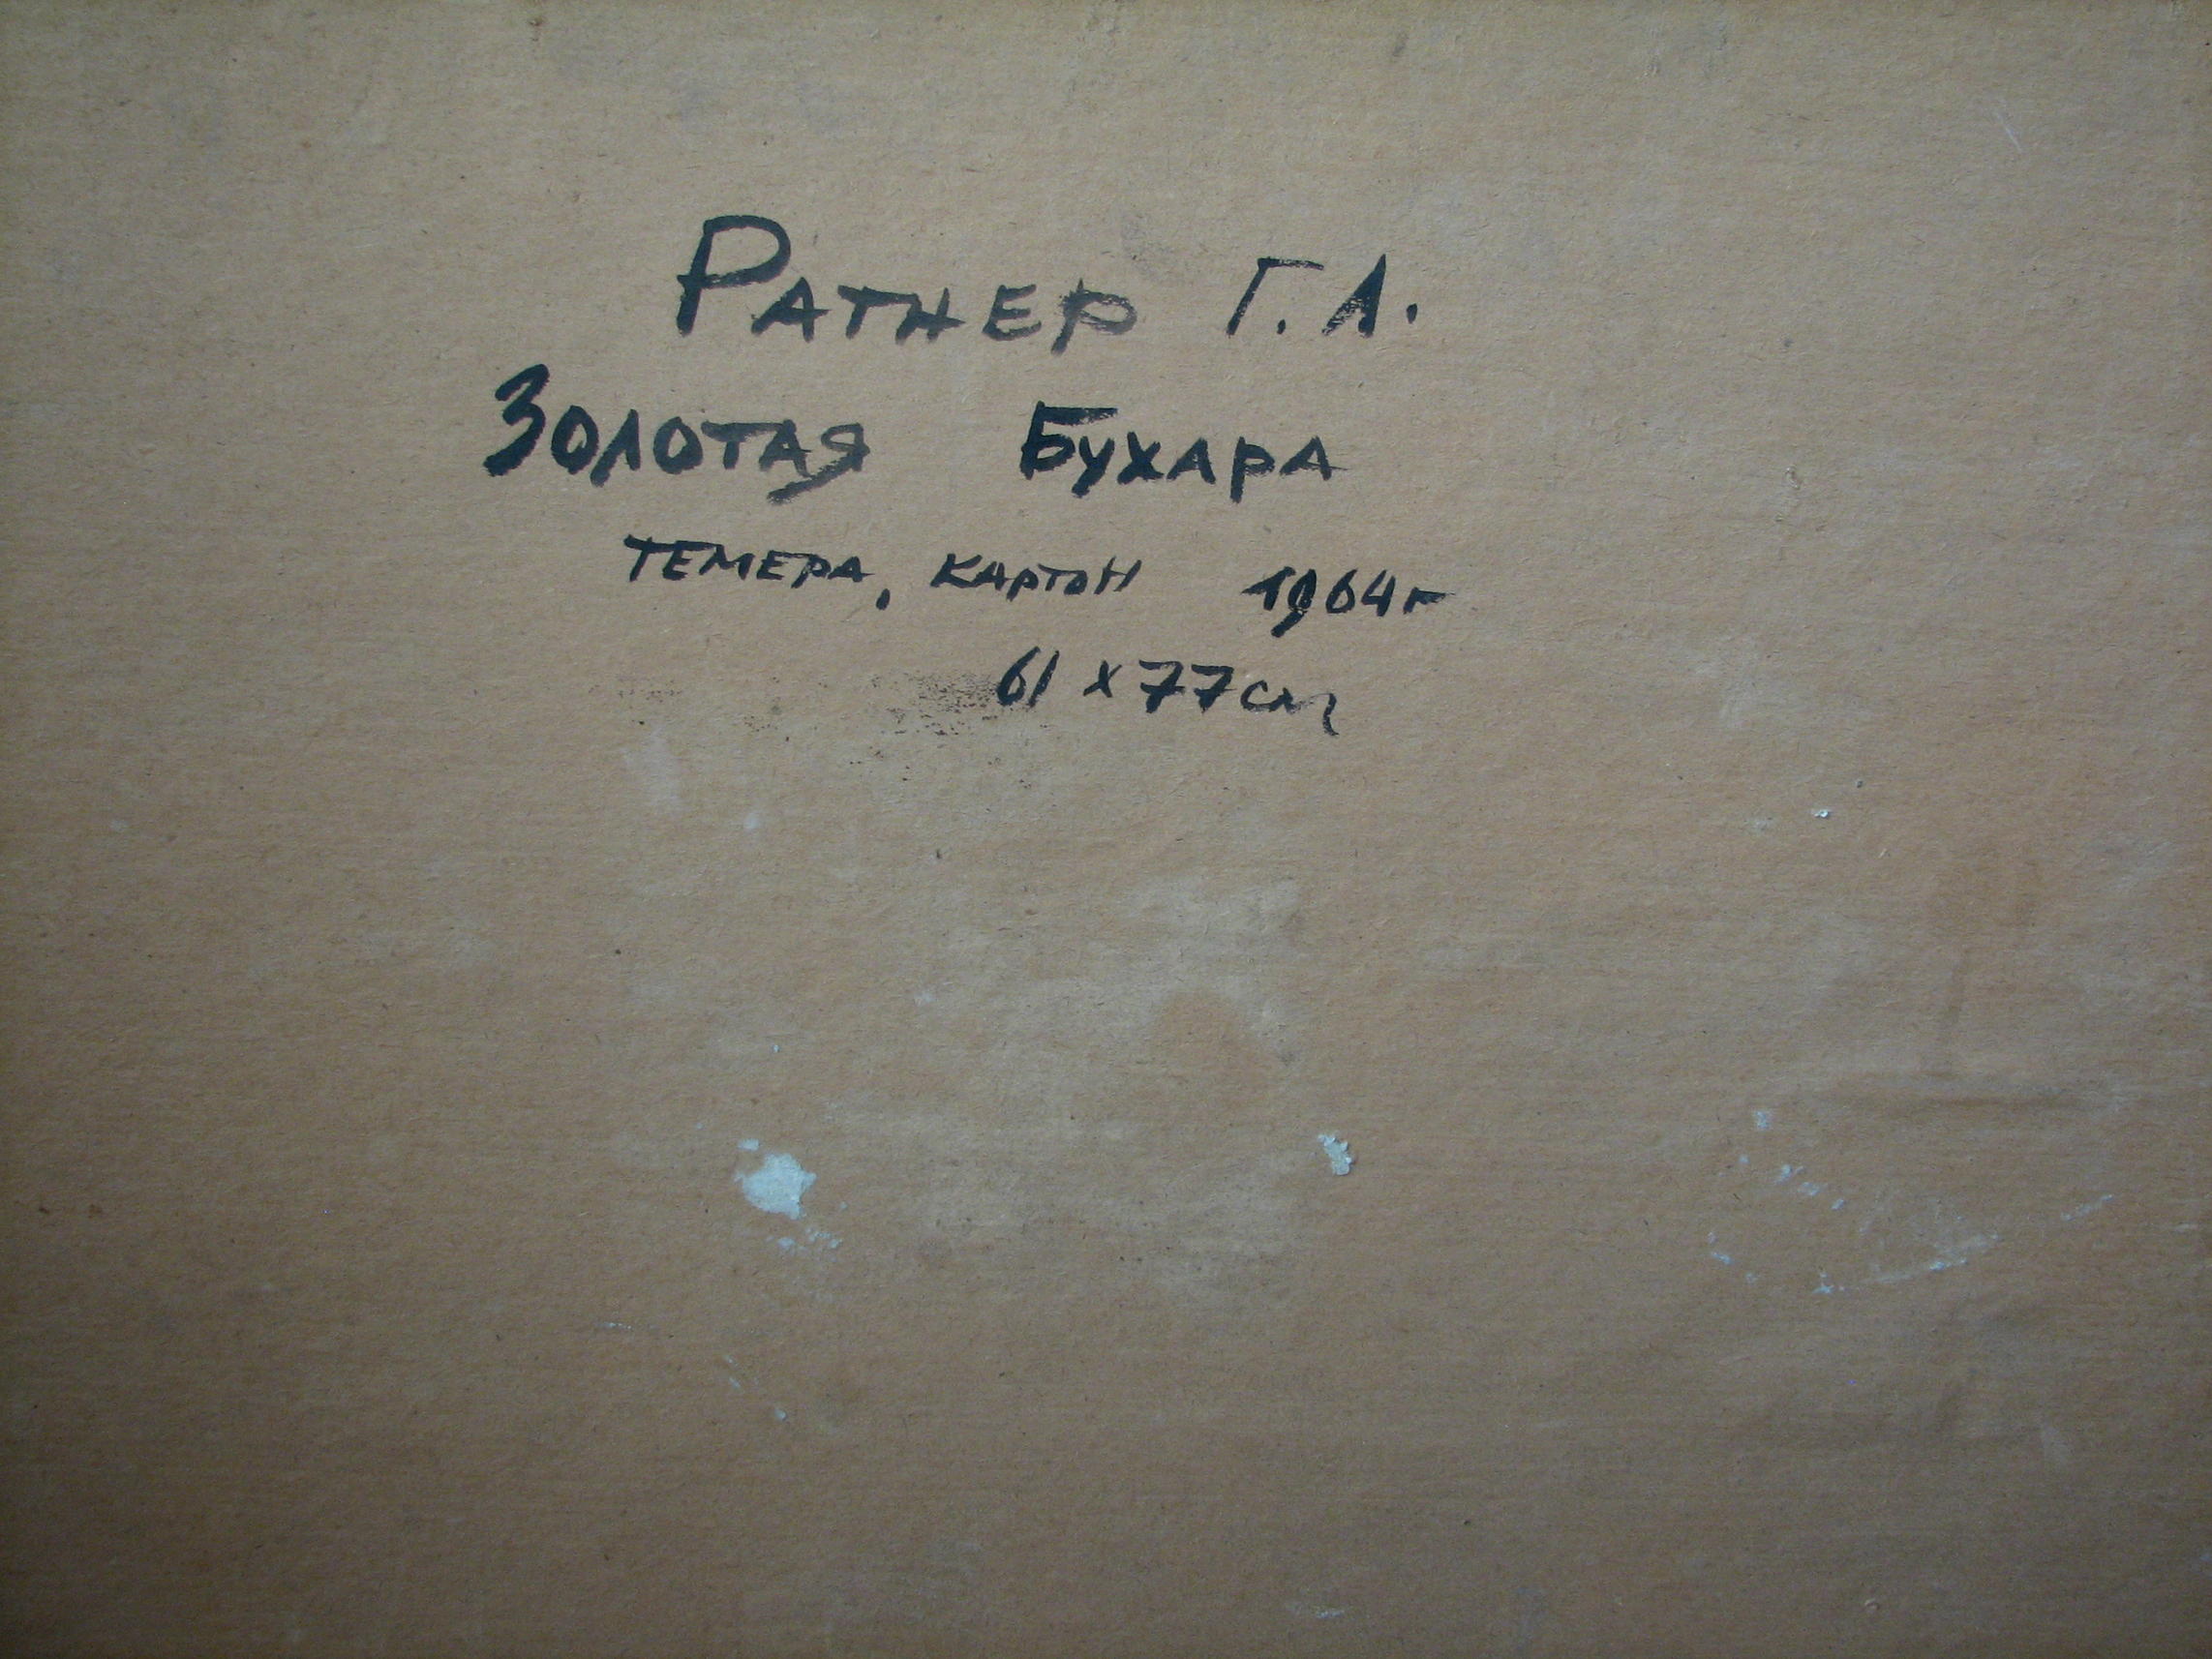 Ратнер Г.А.
Золотая Бухара
темера, картон 1964г
61 х 77см